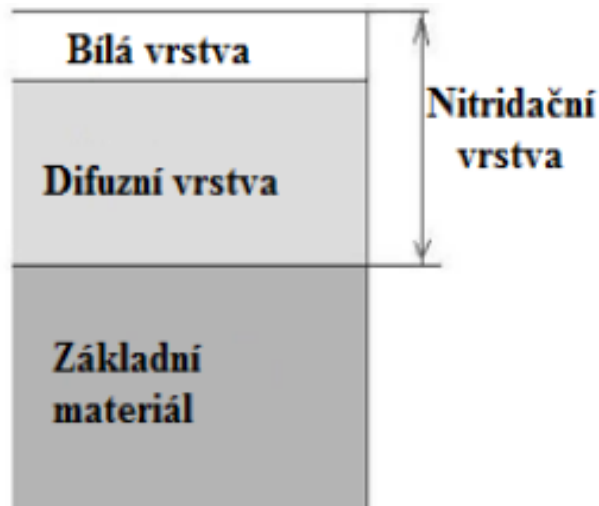 Bílá vrstva
Nitridační
vrstva
Difuzní vrstva
Základní
materiál